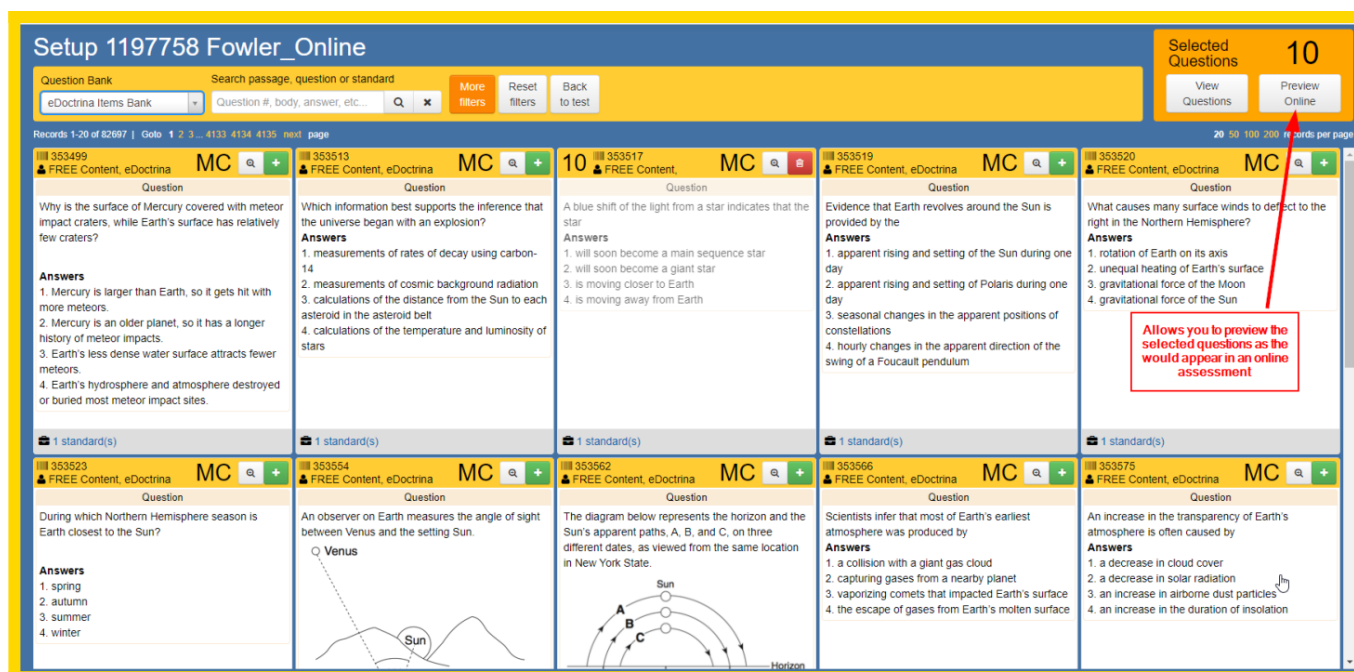 Setup 1197758 Fowler_Online
Selected
Questions
10
Question Bank
Search passage, question or standard
eDoctrina Items Bank
Question #, body, answer, etc...
More
filters
Reset
filters
Back
to test
View
Questions
Preview
Online
Records 1-20 of 82697 | Goto 1 2 3 ... 4133 4134 4135 next page
20 50 100 200 records per page
353499
FREE Content, eDoctrina
MC
Question
Why is the surface of Mercury covered with meteor
impact craters, while Earth's surface has relatively
few craters?
Answers
1. Mercury is larger than Earth, so it gets hit with
more meteors.
2. Mercury is an older planet, so it has a longer
history of meteor impacts.
3. Earth's less dense water surface attracts fewer
meteors.
4. Earth's hydrosphere and atmosphere destroyed
or buried most meteor impact sites.
1 standard(s)
353513
FREE Content, eDoctrina
MC
Question
Which information best supports the inference that
the universe began with an explosion?
Answers
1. measurements of rates of decay using carbon-
14
2. measurements of cosmic background radiation
3. calculations of the distance from the Sun to each
asteroid in the asteroid belt
4. calculations of the temperature and luminosity of
stars
1 standard(s)
10
353517
FREE Content,
MC
Question
A blue shift of the light from a star indicates that the
star
Answers
1. will soon become a main sequence star
2. will soon become a giant star
3. is moving closer to Earth
4. is moving away from Earth
1 standard(s)
353519
FREE Content, eDoctrina
MC
Question
Evidence that Earth revolves around the Sun is
provided by the
Answers
1. apparent rising and setting of the Sun during one
day
2. apparent rising and setting of Polaris during one
day
3. seasonal changes in the apparent positions of
constellations
4. hourly changes in the apparent direction of the
swing of a Foucault pendulum
1 standard(s)
353520
FREE Content, eDoctrina
MC
Question
What causes many surface winds to deflect to the
right in the Northern Hemisphere?
Answers
1. rotation of Earth on its axis
2. unequal heating of Earth's surface
3. gravitational force of the Moon
4. gravitational force of the Sun
Allows you to preview the
selected questions as the
would appear in an online
assessment
1 standard(s)
353523
FREE Content, eDoctrina
MC
Question
During which Northern Hemisphere season is
Earth closest to the Sun?
Answers
1. spring
2. autumn
3. summer
4. winter
353554
FREE Content, eDoctrina
MC
Question
An observer on Earth measures the angle of sight
between Venus and the setting Sun.
Venus
Sun
353562
FREE Content, eDoctrina
MC
Question
The diagram below represents the horizon and the
Sun's apparent paths, A, B, and C, on three
different dates, as viewed from the same location
in New York State.
Sun
A
B
C
Horizon
353566
FREE Content, eDoctrina
MC
Question
Scientists infer that most of Earth's earliest
atmosphere was produced by
Answers
1. a collision with a giant gas cloud
2. capturing gases from a nearby planet
3. vaporizing comets that impacted Earth's surface
4. the escape of gases from Earth's molten surface
353575
FREE Content, eDoctrina
MC
Question
An increase in the transparency of Earth's
atmosphere is often caused by
Answers
1. a decrease in cloud cover
2. a decrease in solar radiation
3. an increase in airborne dust particles
4. an increase in the duration of insolation